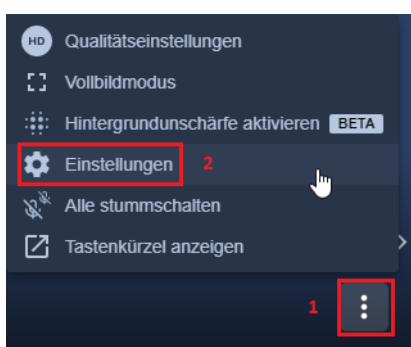 HD Qualitätseinstellungen
Vollbildmodus
Hintergrundunschärfe aktivieren BETA
Einstellungen 2
Alle stummschalten
Tastenkürzel anzeigen
1